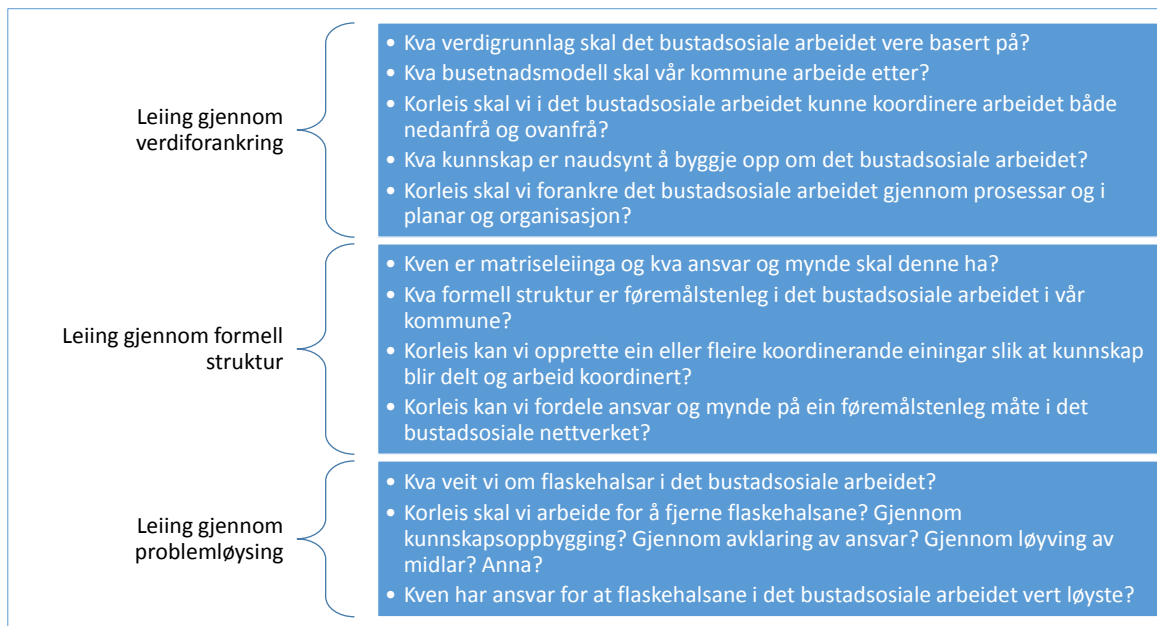 Leiing gjennom
verdiforankring
• Kva verdigrunnlag skal det bustadsosiale arbeidet vere basert på?
• Kva busetnadsmodell skal vår kommune arbeide etter?
• Korleis skal vi i det bustadsosiale arbeidet kunne koordinere arbeidet både
nedanfrå og ovanfrå?
• Kva kunnskap er naudsynt å byggje opp om det bustadsosiale arbeidet?
• Korleis skal vi forankre det bustadsosiale arbeidet gjennom prosessar og i
planar og organisasjon?
Leiing gjennom formell
struktur
• Kven er matriseleiinga og kva ansvar og mynde skal denne ha?
• Kva formell struktur er føremålstenleg i det bustadsosiale arbeidet i vår
kommune?
• Korleis kan vi opprette ein eller fleire koordinerande einingar slik at kunnskap
blir delt og arbeid koordinert?
• Korleis kan vi fordele ansvar og mynde på ein føremålstenleg måte i det
bustadsosiale nettverket?
Leiing gjennom
problemløysing
• Kva veit vi om flaskehalsar i det bustadsosiale arbeidet?
• Korleis skal vi arbeide for å fjerne flaskehalsane? Gjennom
kunnskapsoppbygging? Gjennom avklaring av ansvar? Gjennom løyving av
midlar? Anna?
• Kven har ansvar for at flaskehalsane i det bustadsosiale arbeidet vert løyste?